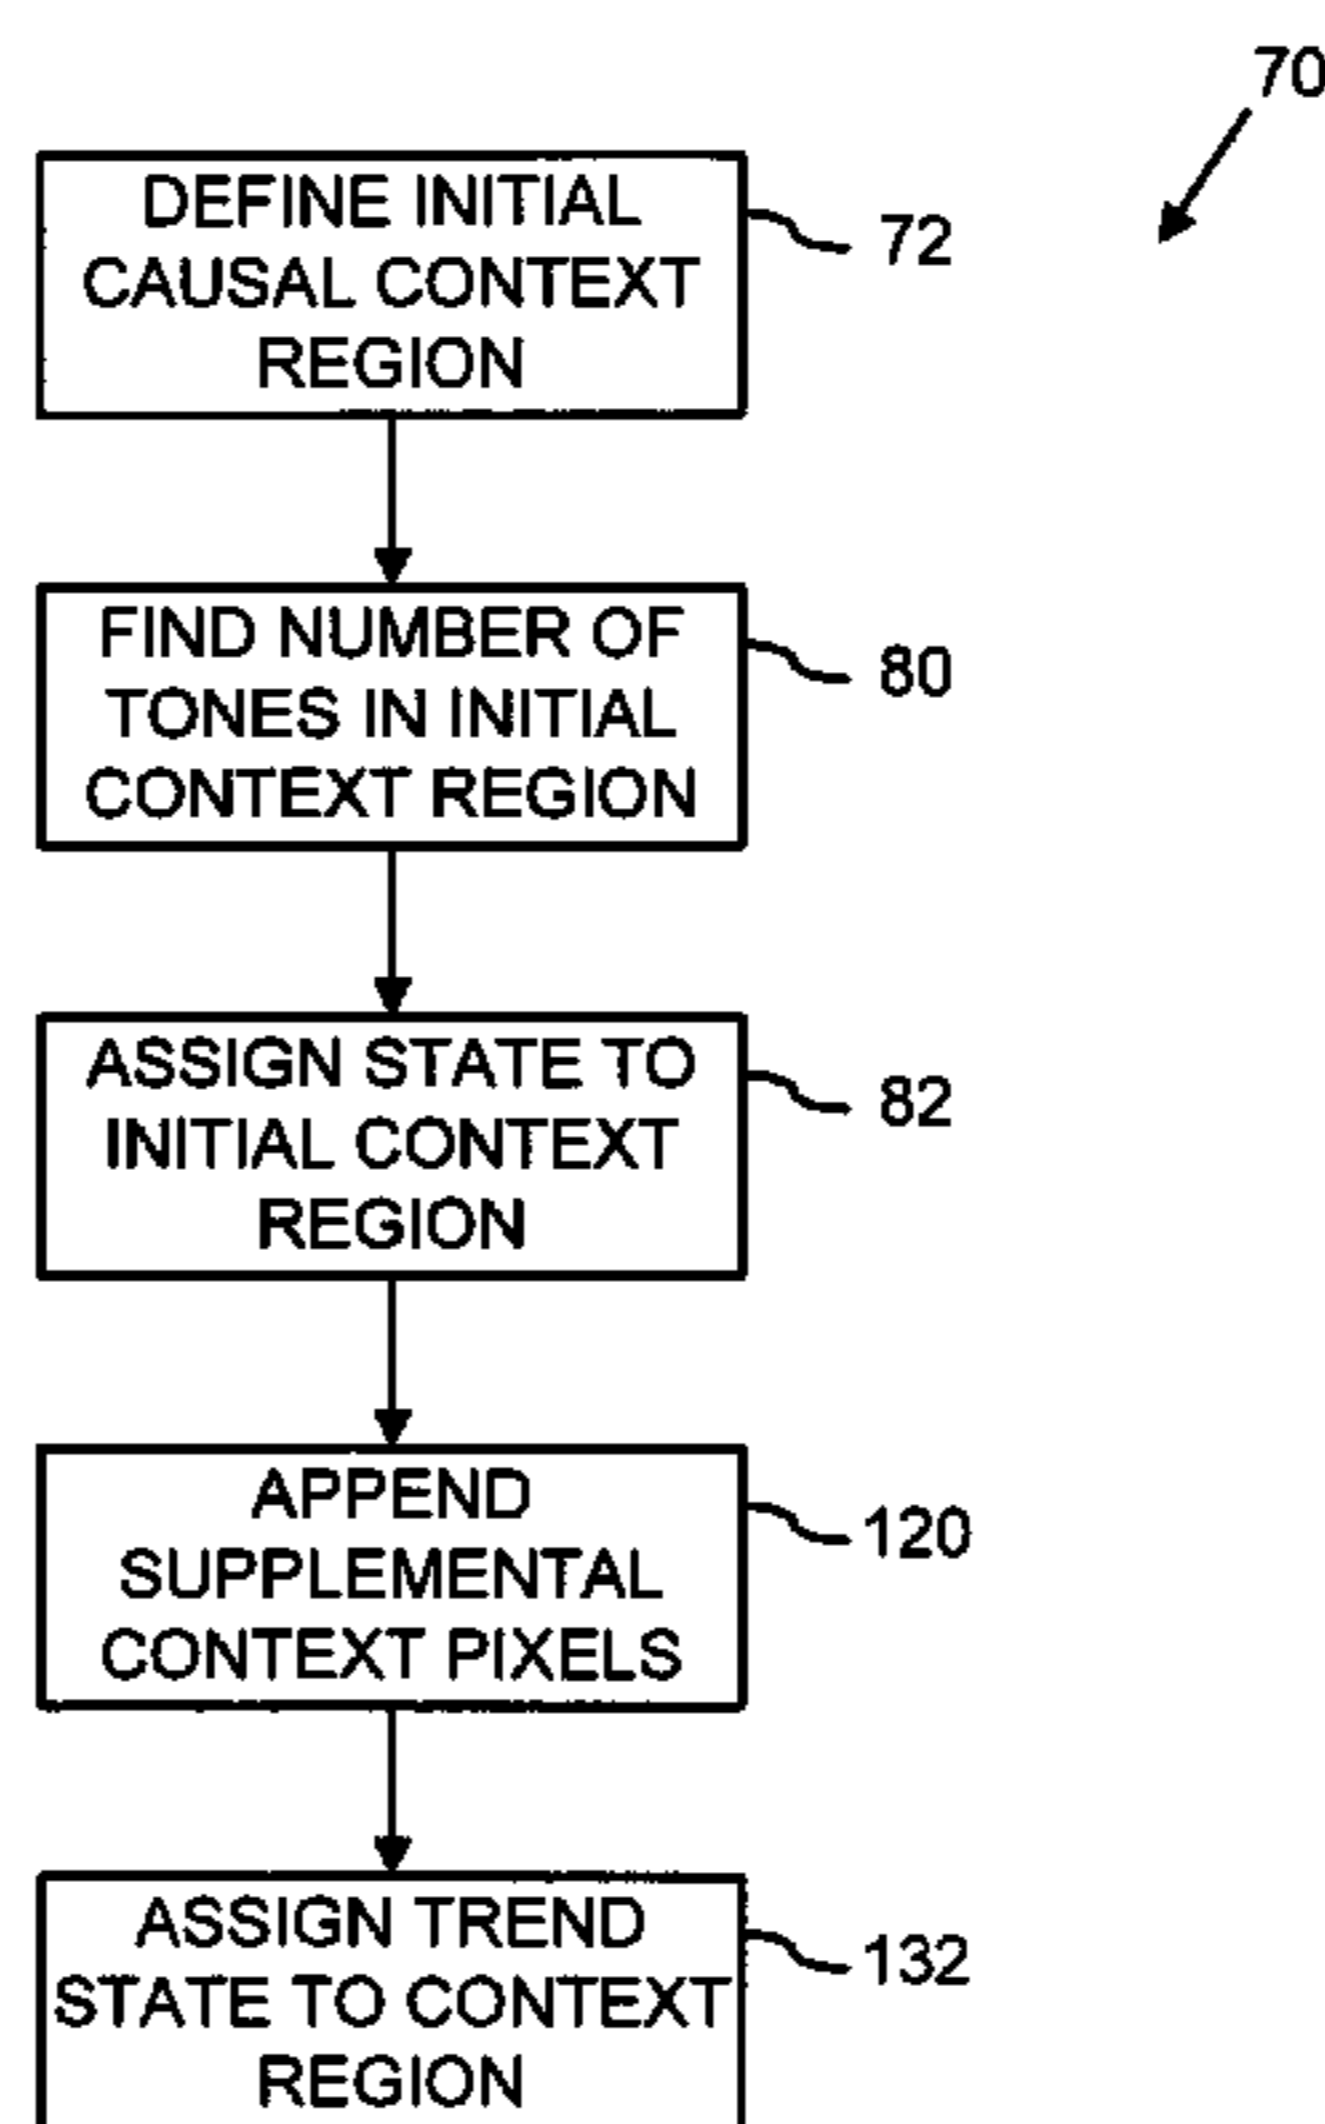 70
DEFINE INITIAL
CAUSAL CONTEXT
REGION
72
FIND NUMBER OF
TONES IN INITIAL
CONTEXT REGION
80
ASSIGN STATE TO
INITIAL CONTEXT
REGION
82
APPEND
SUPPLEMENTAL
CONTEXT PIXELS
120
ASSIGN TREND
STATE TO CONTEXT
REGION
132